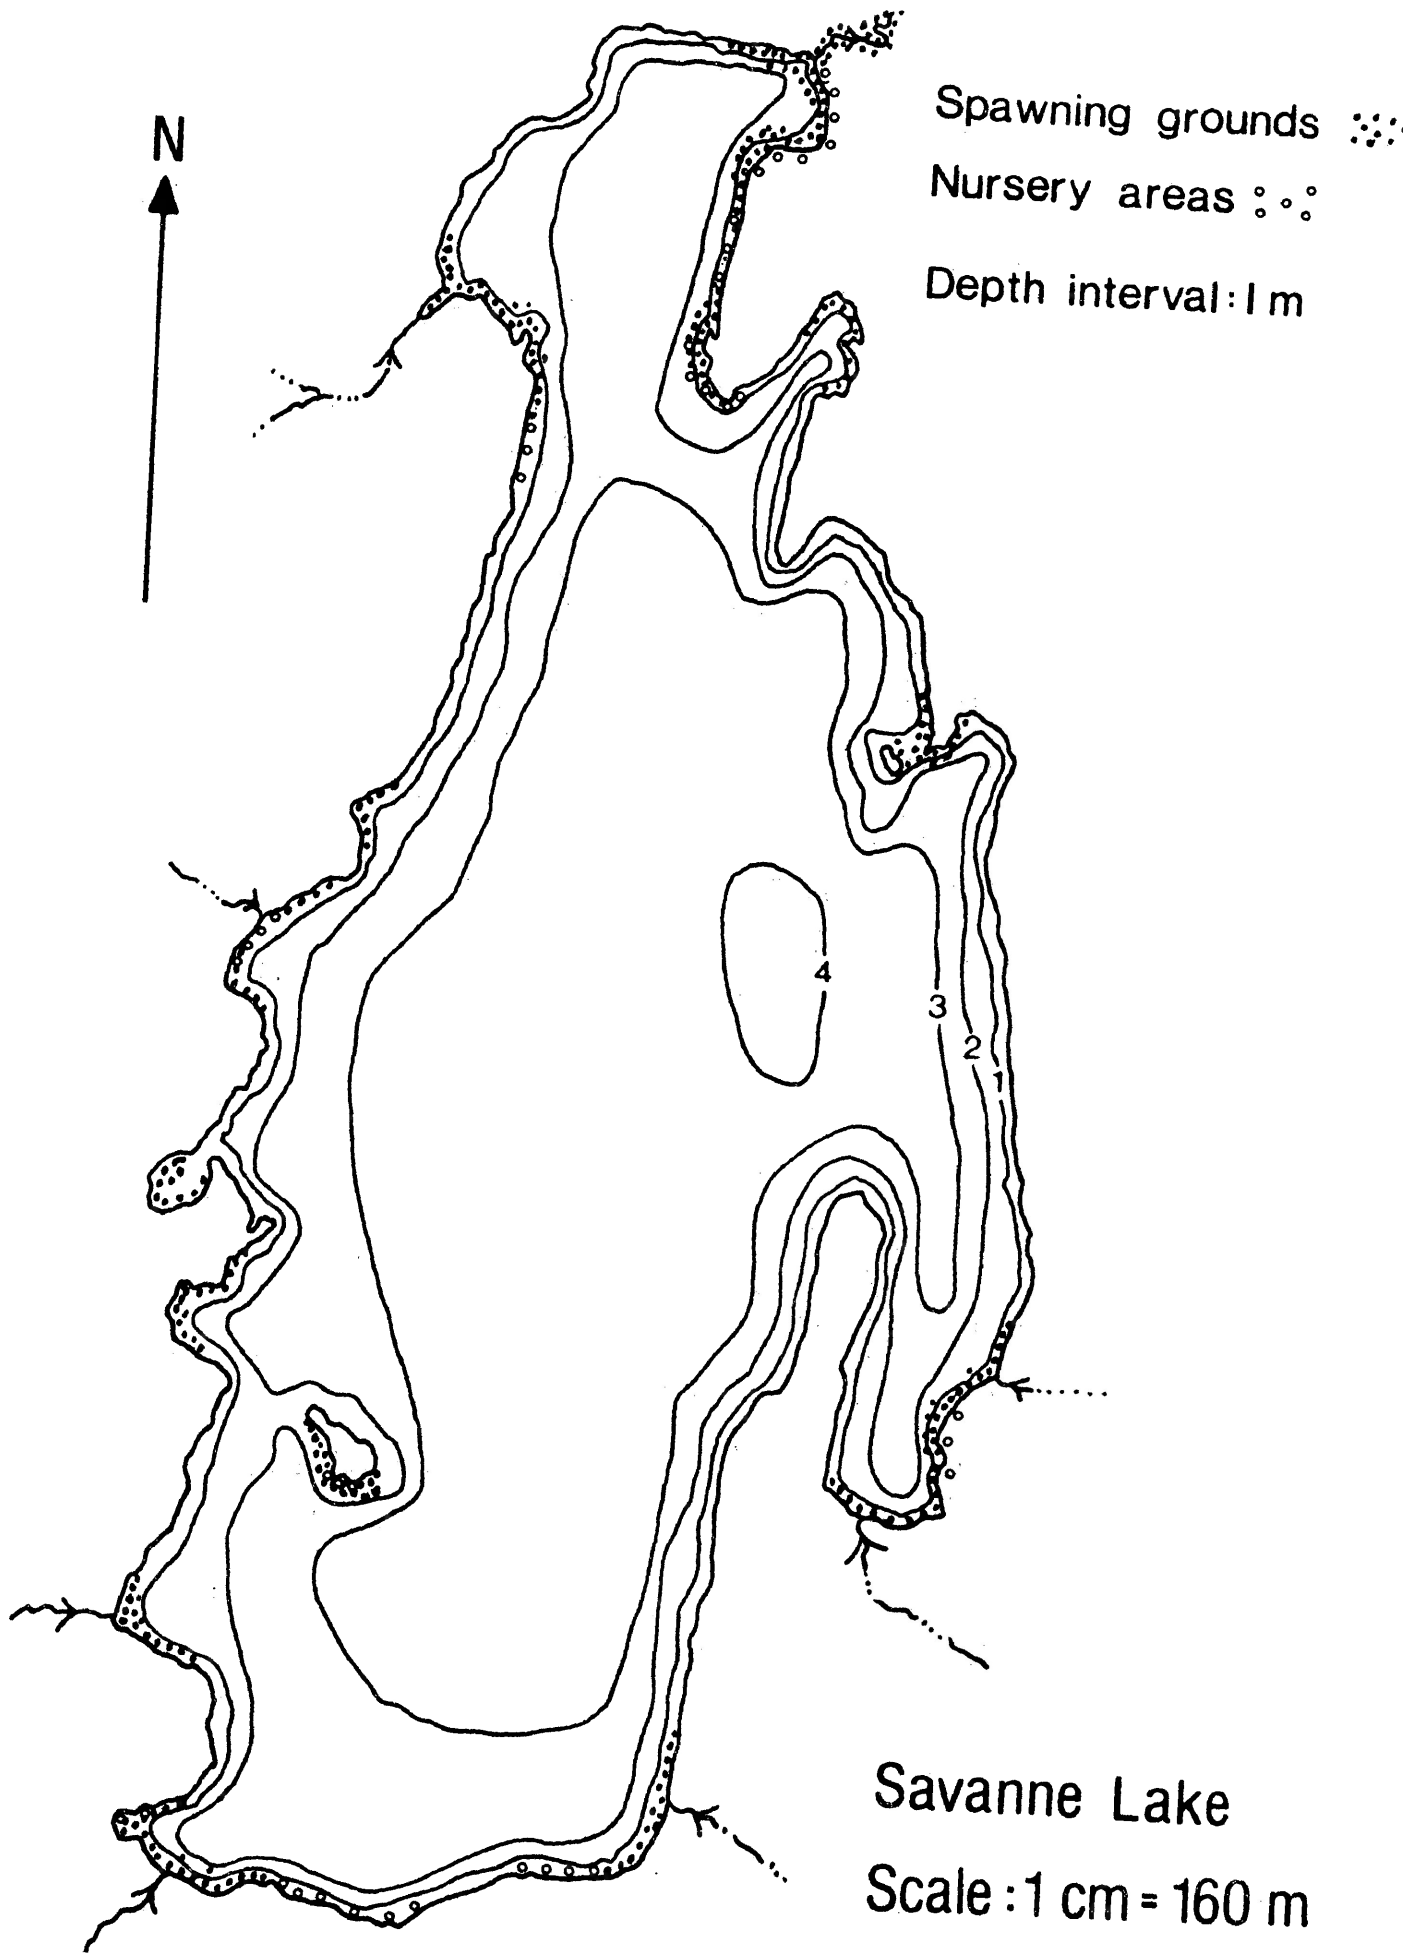 N
Spawning grounds
Nursery areas
Depth interval: 1 m
4
3
2
1
Savanne Lake
Scale: 1 cm = 160 m